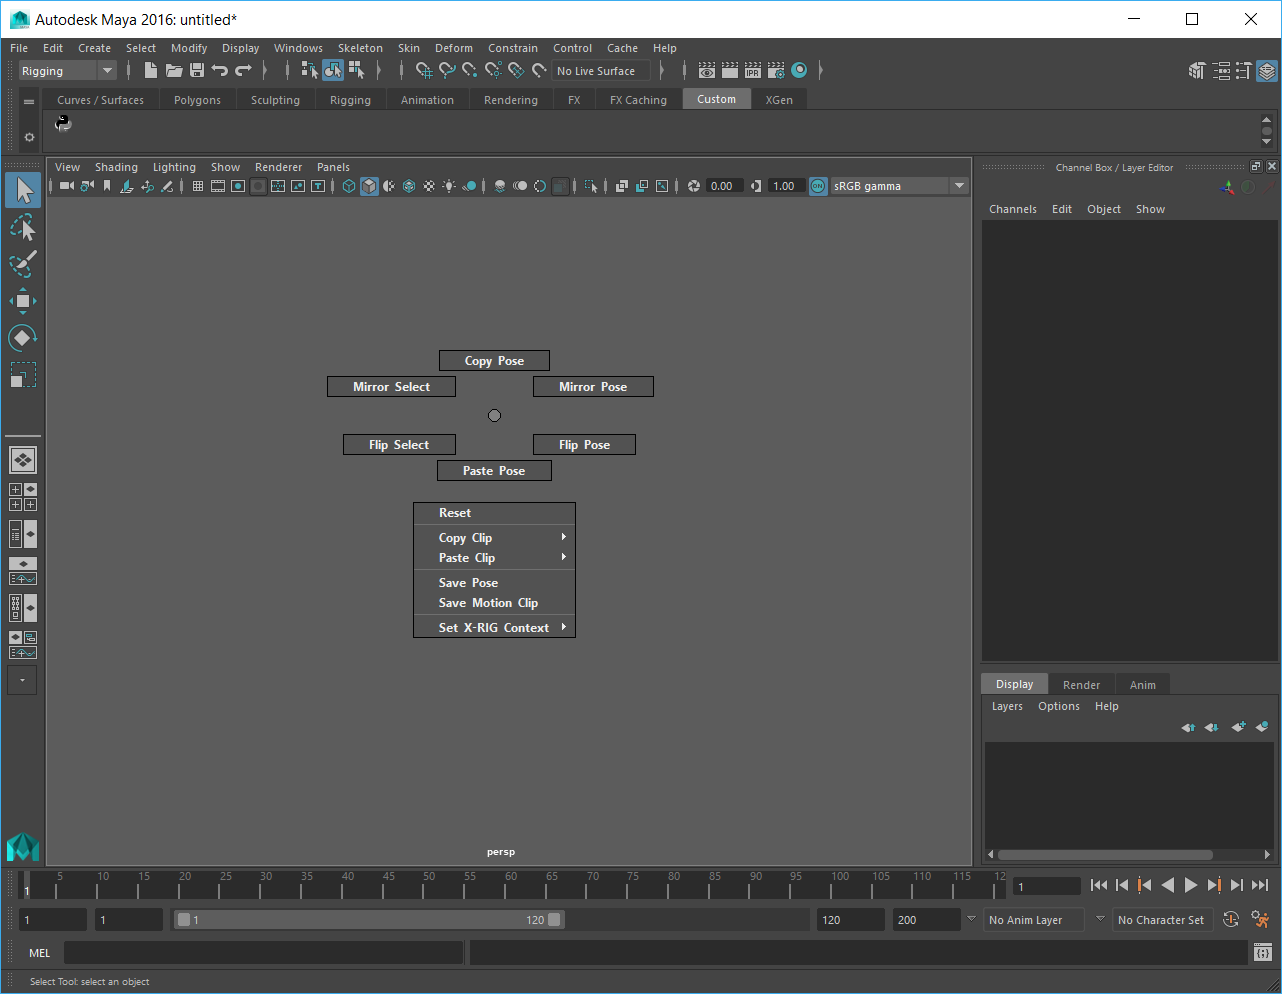 Autodesk Maya 2016: untitled*
File Edit Create Select Modify Display Windows Skeleton Skin Deform Constrain Control Cache Help
Rigging No Live Surface IPR
Curves / Surfaces Polygons Sculpting Rigging Animation Rendering FX FX Caching Custom XGen
View Shading Lighting Show Renderer Panels
0.00 1.00 ON sRGB gamma
Channel Box / Layer Editor
Channels Edit Object Show
Copy Pose
Mirror Select Mirror Pose
Flip Select Flip Pose
Paste Pose
Reset
Copy Clip
Paste Clip
Save Pose
Save Motion Clip
Set X-RIG Context
persp
Display Render Anim
Layers Options Help
1 5 10 15 20 25 30 35 40 45 50 55 60 65 70 75 80 85 90 95 100 105 110 115 12
1
1 1 1 120 120 200 No Anim Layer No Character Set
MEL
Select Tool: select an object